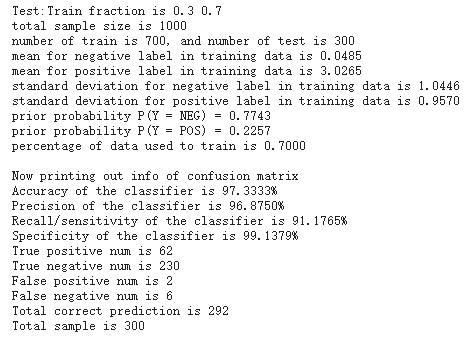 Test:Train fraction is 0.3 0.7
total sample size is 1000
number of train is 700, and number of test is 300
mean for negative label in training data is 0.0485
mean for positive label in training data is 3.0265
standard deviation for negative label in training data is 1.0446
standard deviation for positive label in training data is 0.9570
prior probability P(Y = NEG) = 0.7743
prior probability P(Y = POS) = 0.2257
percentage of data used to train is 0.7000
Now printing out info of confusion matrix
Accuracy of the classifier is 97.3333%
Precision of the classifier is 96.8750%
Recall/sensitivity of the classifier is 91.1765%
Specificity of the classifier is 99.1379%
True positive num is 62
True negative num is 230
False positive num is 2
False negative num is 6
Total correct prediction is 292
Total sample is 300